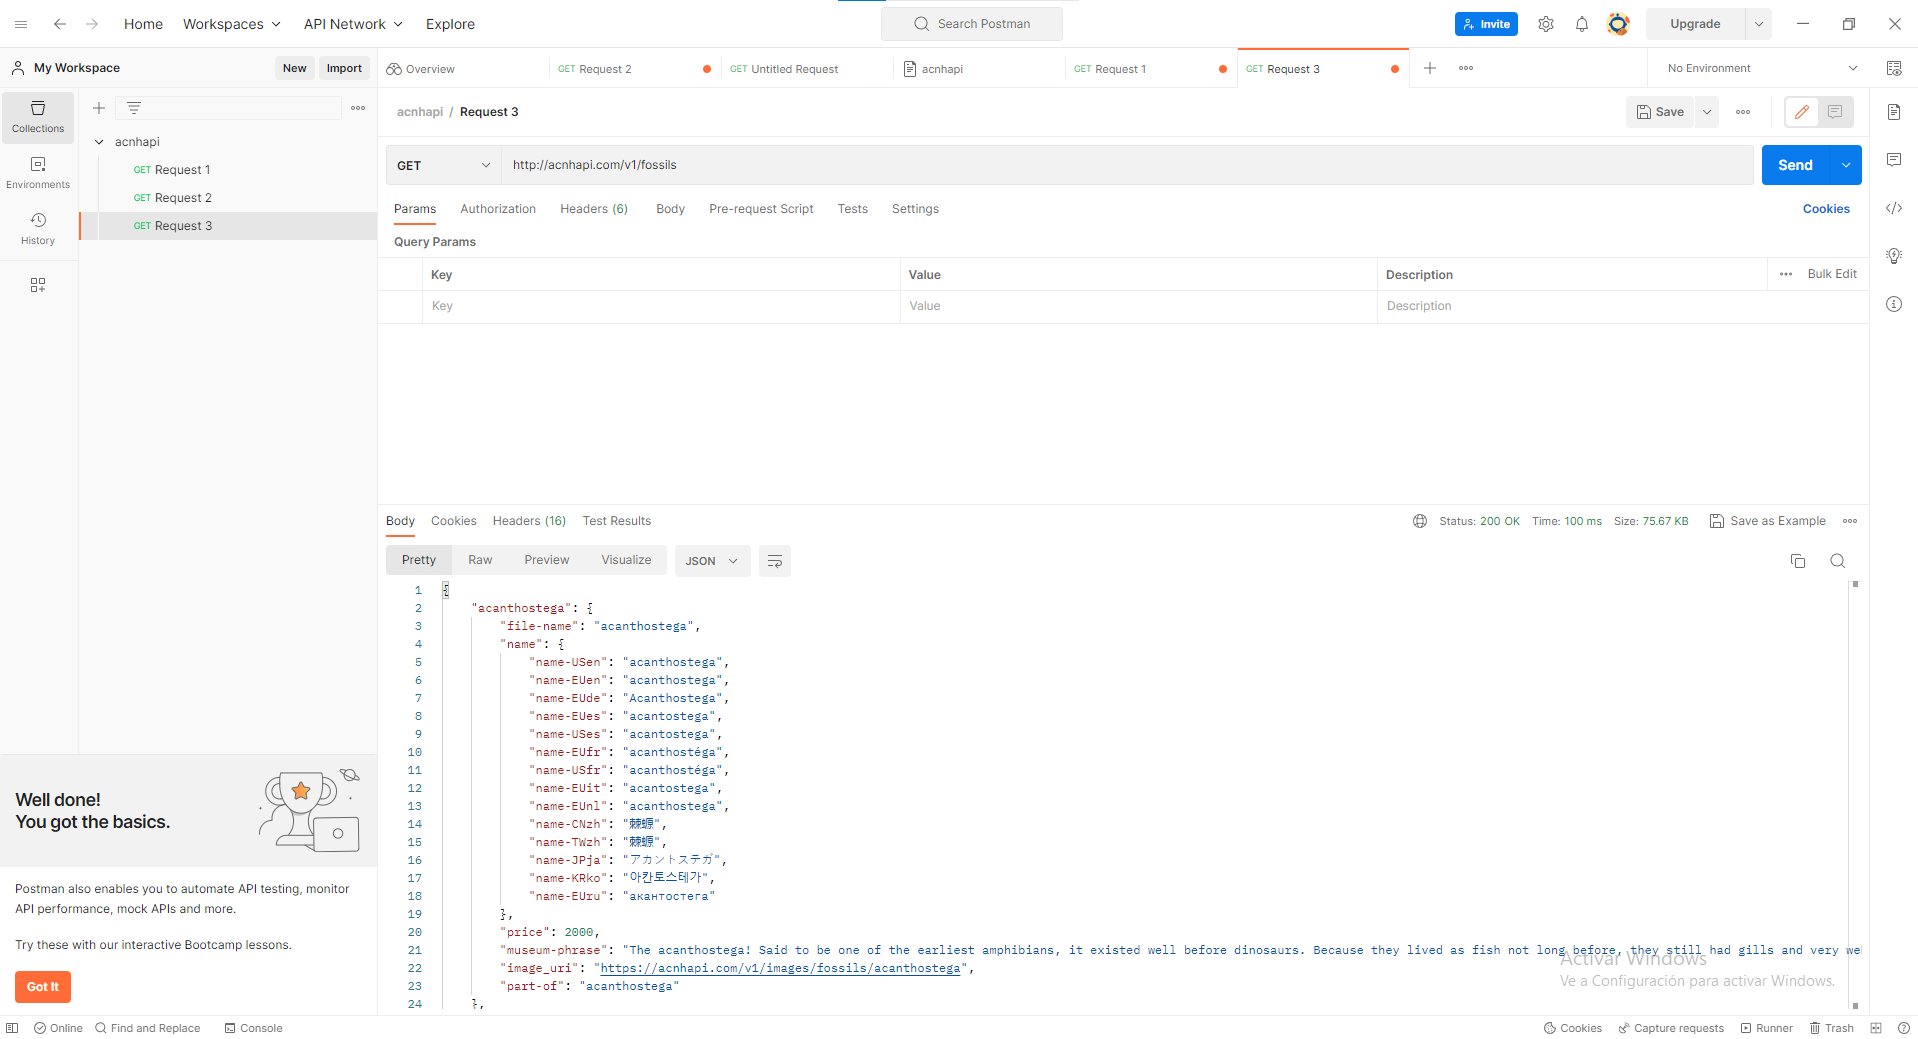 Home Workspaces API Network Explore Search Postman Invite Upgrade
My Workspace New Import Overview GET Request 2 GET Untitled Request acnhapi GET Request 1 GET Request 3 No Environment
Collections
Environments
History
acnhapi
GET Request 1
GET Request 2
GET Request 3
acnhapi / Request 3 Save
GET http://acnhapi.com/v1/fossils Send
Params Authorization Headers (6) Body Pre-request Script Tests Settings Cookies
Query Params
Key Value Description Bulk Edit
Key Value Description
Body Cookies Headers (16) Test Results Status: 200 OK Time: 100 ms Size: 75.67 KB Save as Example
Pretty Raw Preview Visualize JSON
1 {
2 "acanthostega": {
3 "file-name": "acanthostega",
4 "name": {
5 "name-USen": "acanthostega",
6 "name-EUen": "acanthostega",
7 "name-EUde": "Acanthostega",
8 "name-EUes": "acantostega",
9 "name-USes": "acantostega",
10 "name-EUfr": "acanthostéga",
11 "name-USfr": "acanthostéga",
12 "name-EUit": "acantostega",
13 "name-EUnl": "acanthostega",
14 "name-CNzh": "棘螈",
15 "name-TWzh": "棘螈",
16 "name-JPja": "アカントステガ",
17 "name-KRko": "아칸토스테가",
18 "name-EUru": "акантостега"
19 },
20 "price": 2000,
21 "museum-phrase": "The acanthostega! Said to be one of the earliest amphibians, it existed well before dinosaurs. Because they lived as fish not long before, they still had gills and very we
22 "image_uri": "https://acnhapi.com/v1/images/fossils/acanthostega",
23 "part-of": "acanthostega"
24 },
Well done!
You got the basics.
Postman also enables you to automate API testing, monitor
API performance, mock APIs and more.
Try these with our interactive Bootcamp lessons.
Got It
Activar Windows
Ve a Configuración para activar Windows.
Online Find and Replace Console Cookies Capture requests Runner Trash